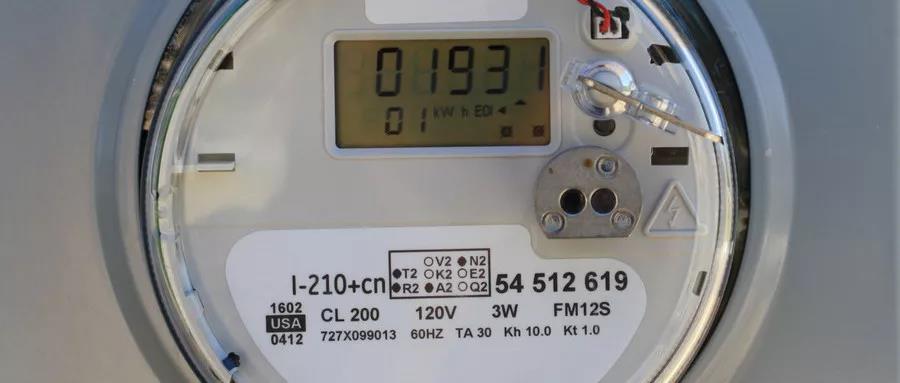 01931
01 kW h EDI
V2 N2
T2 K2 E2
R2 A2 Q2
I-210+cn 54 512 619
1602
USA
0412
CL 200 120V 3W FM12S
727X099013 60HZ TA 30 Kh 10.0 Kt 1.0